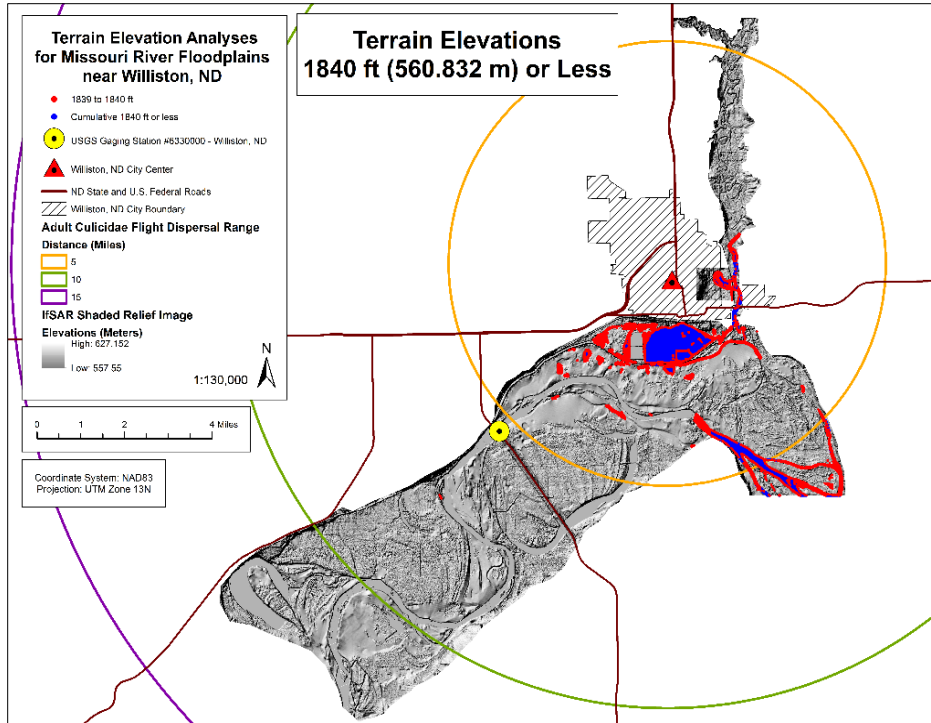 Terrain Elevation Analyses
for Missouri River Floodplains
near Williston, ND
1839 to 1840 ft
Cumulative 1840 ft or less
USGS Gaging Station #6330000 - Williston, ND
Williston, ND City Center
ND State and U.S. Federal Roads
Williston, ND City Boundary
Adult Culicidae Flight Dispersal Range
Distance (Miles)
5
10
15
IfSAR Shaded Relief Image
Elevations (Meters)
High: 627.152
Low: 557.55
N
1:130,000
0 1 2 4 Miles
Coordinate System: NAD83
Projection: UTM Zone 13N
Terrain Elevations
1840 ft (560.832 m) or Less